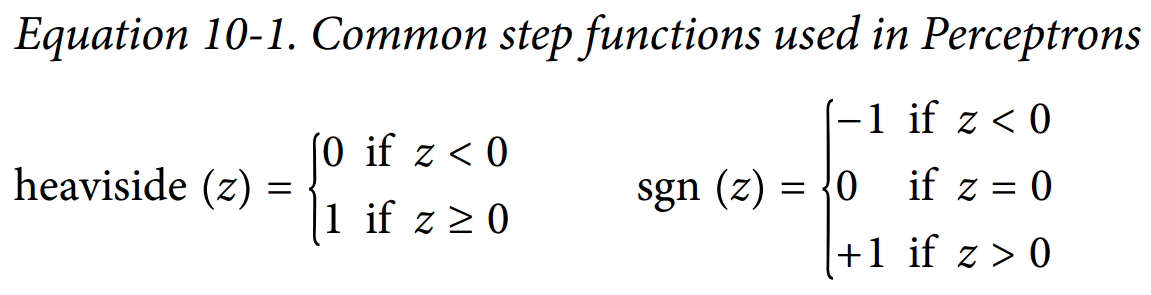 Equation 10-1. Common step functions used in Perceptrons
heaviside (z) = {0 if z < 0
1 if z ≥ 0
sgn (z) = {−1 if z < 0
0 if z = 0
+1 if z > 0